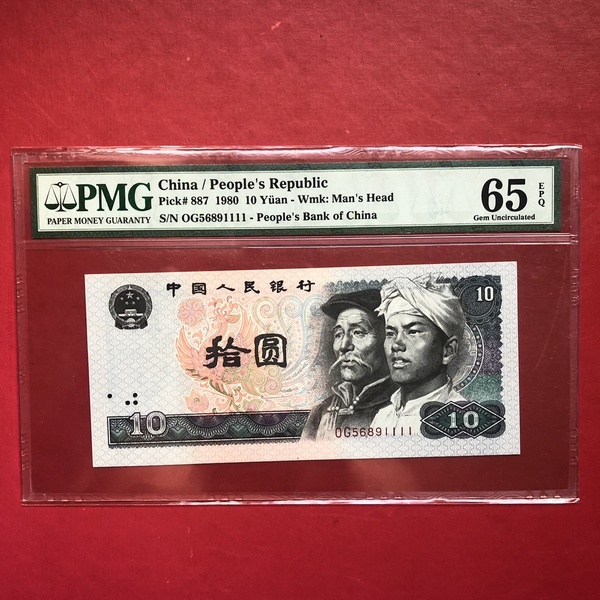 PMG
PAPER MONEY GUARANTY
China / People's Republic
Pick# 887 1980 10 Yüan - Wmk: Man's Head
S/N OG56891111 - People's Bank of China
65 EPQ
Gem Uncirculated
中国人民银行
10
拾圆
10
10
OG56891111